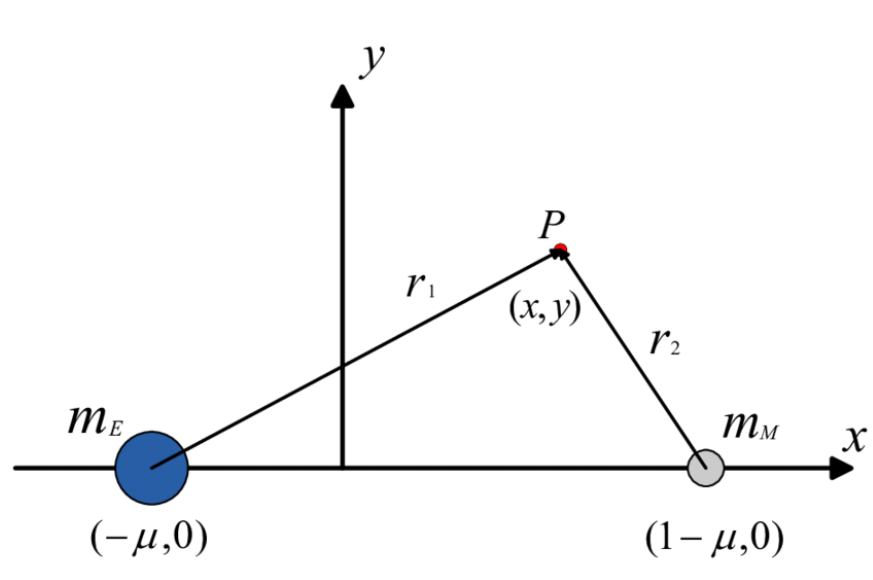 y
P
r₁
(x,y)
r₂
m_E
m_M
x
(−μ,0)
(1−μ,0)